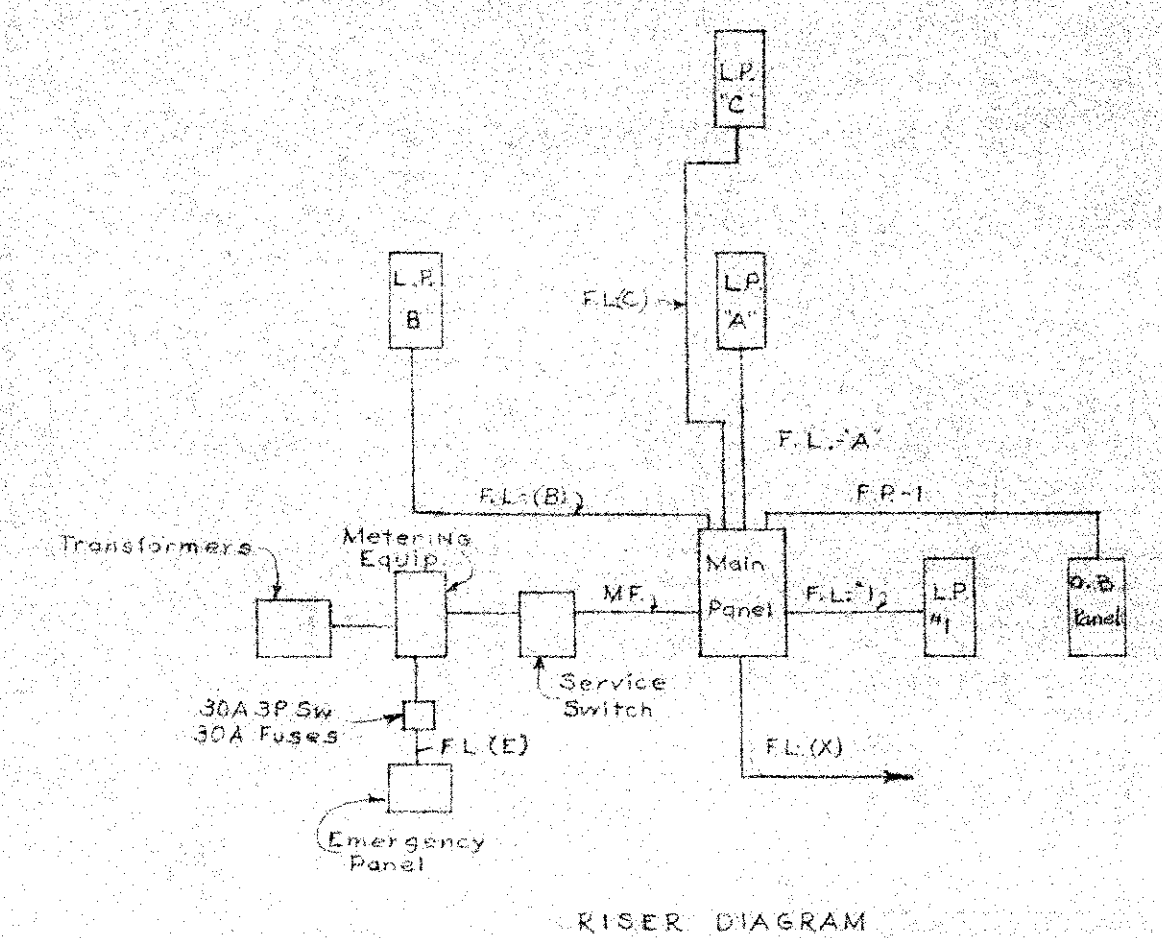 L.P.
"C"
L.P.
B
F.L.(C)
L.P.
"A"
F.L.-"A"
F.L.-(B)
F.P.-1
Transformers
Metering
Equip
Main
Panel
M.F.
F.L.-#1
L.P.
#1
D.B.
Panel
Service
Switch
30A 3P Sw
30A Fuses
F.L.(E)
F.L.(X)
Emergency
Panel
RISER DIAGRAM